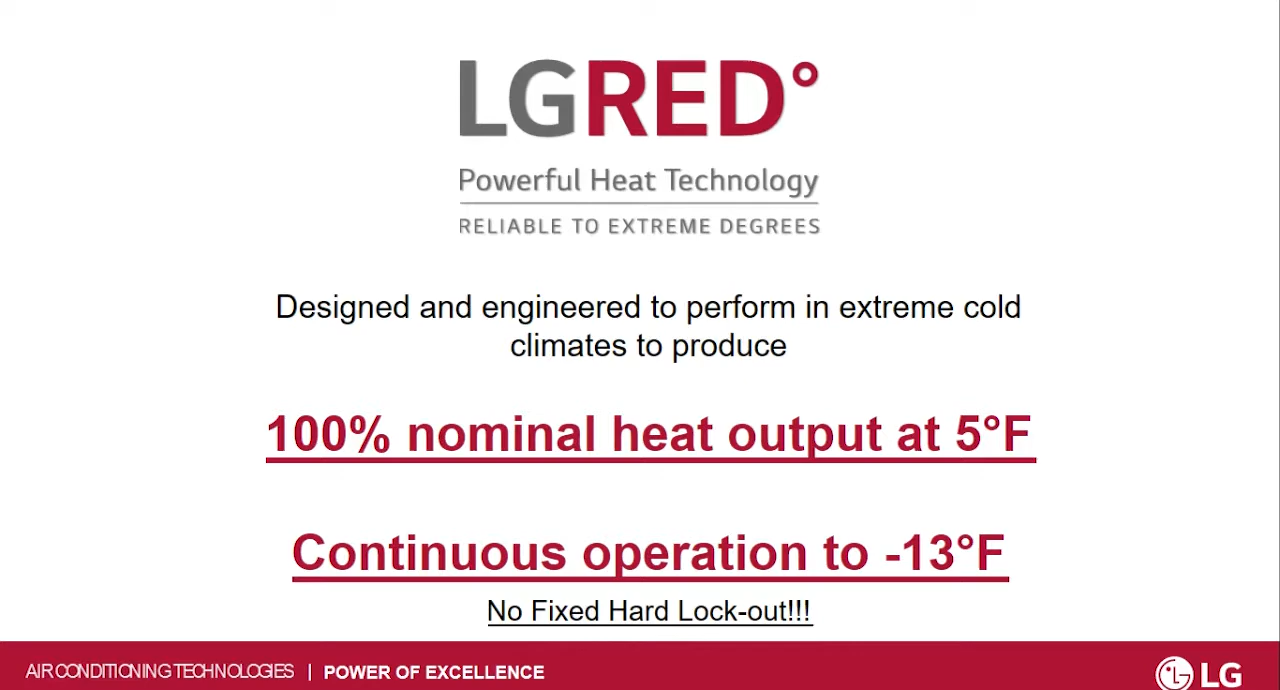 LGRED°
Powerful Heat Technology
RELIABLE TO EXTREME DEGREES
Designed and engineered to perform in extreme cold
climates to produce
100% nominal heat output at 5°F
Continuous operation to -13°F
No Fixed Hard Lock-out!!!
AIR CONDITIONING TECHNOLOGIES | POWER OF EXCELLENCE
LG